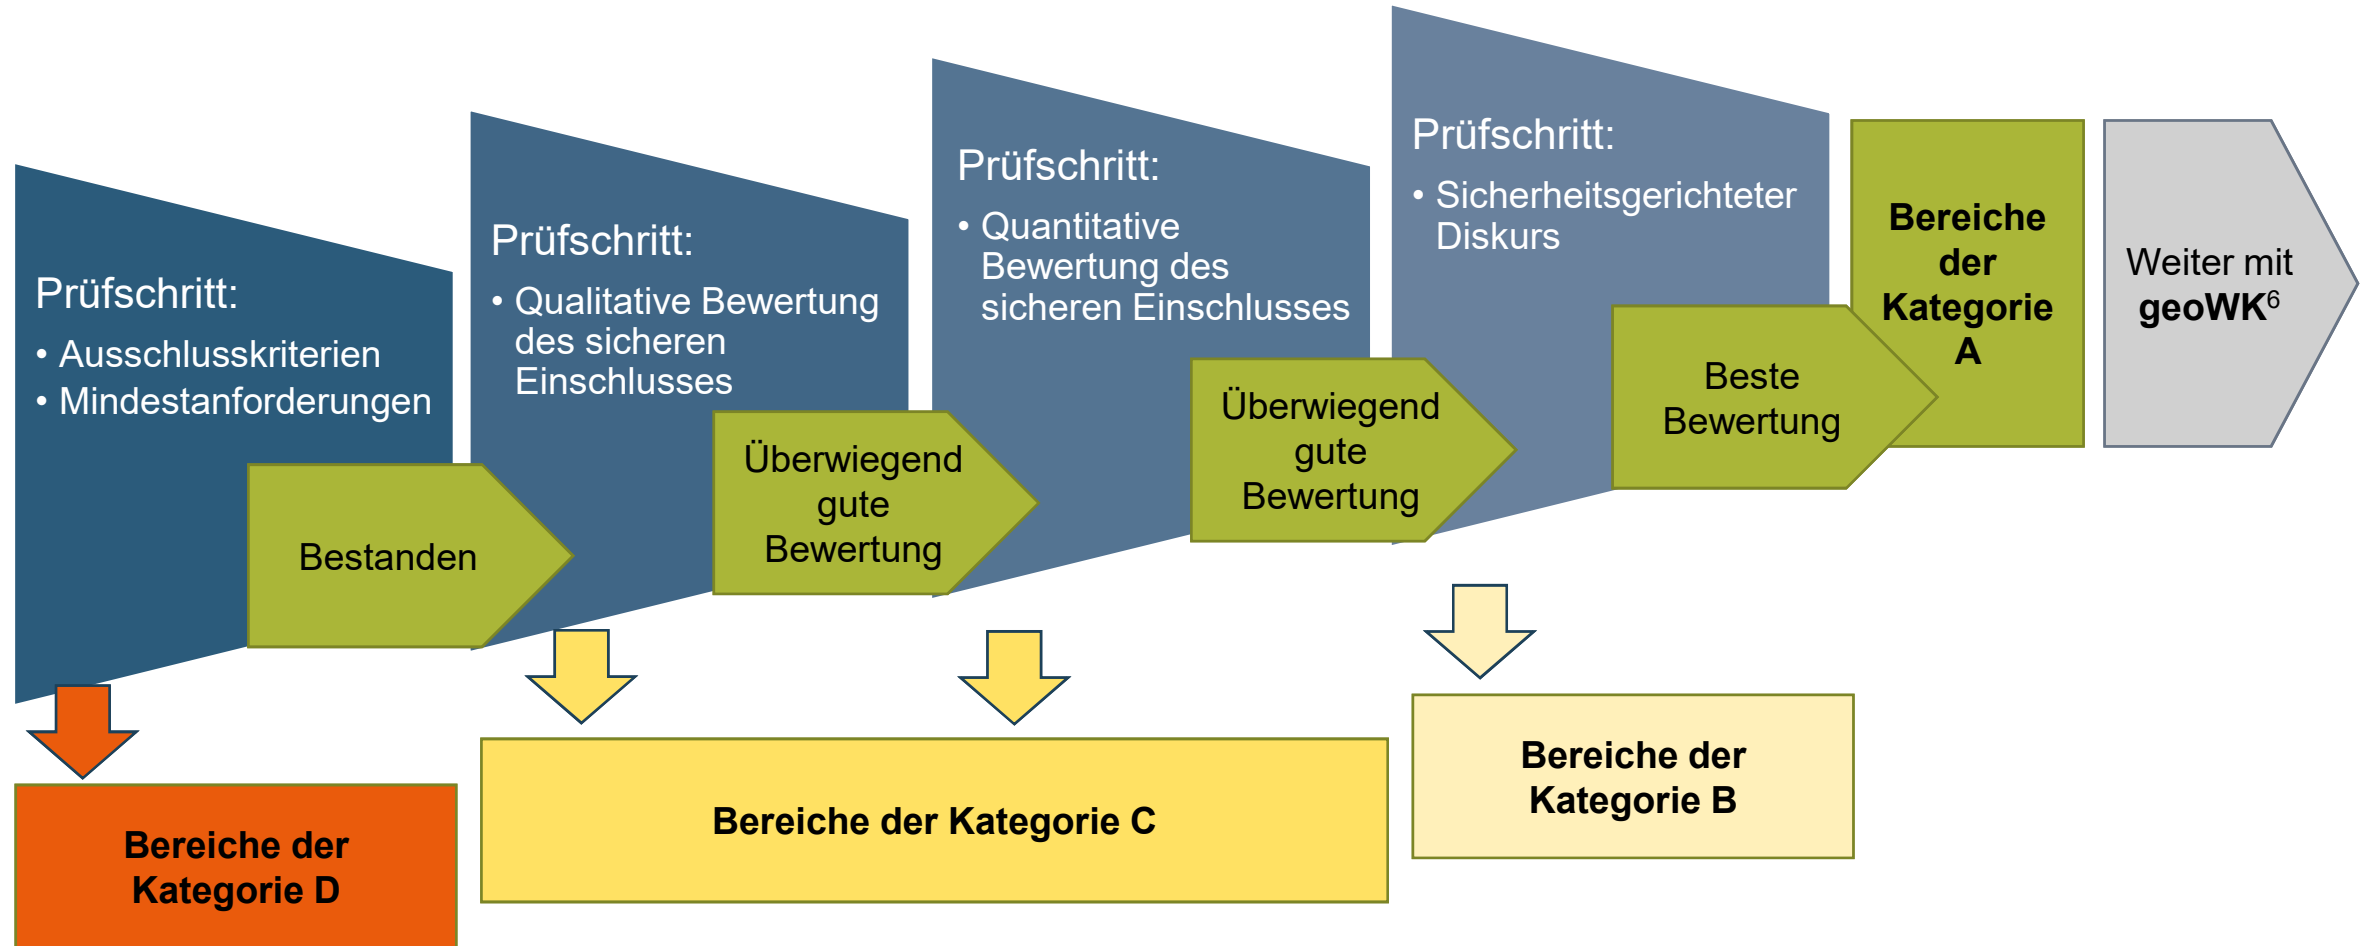 Prüfschritt:
• Ausschlusskriterien
• Mindestanforderungen
Bestanden
Bereiche der
Kategorie D
Prüfschritt:
• Qualitative Bewertung
des sicheren
Einschlusses
Überwiegend
gute
Bewertung
Prüfschritt:
• Quantitative
Bewertung des
sicheren Einschlusses
Überwiegend
gute
Bewertung
Bereiche der Kategorie C
Prüfschritt:
• Sicherheitsgerichteter
Diskurs
Beste
Bewertung
Bereiche der
Kategorie B
Bereiche
der
Kategorie
A
Weiter mit
geoWK⁶